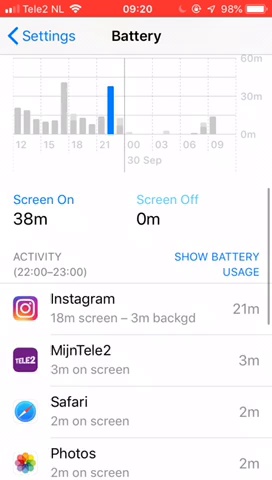 Tele2 NL 09:20 98%
Settings Battery
60m
30m
0m
12 15 18 21 00 03 06 09
30 Sep
Screen On Screen Off
38m 0m
ACTIVITY SHOW BATTERY
(22:00–23:00) USAGE
Instagram
18m screen – 3m backgd 21m
TELE2 MijnTele2
3m on screen 3m
Safari
2m on screen 2m
Photos
2m on screen 2m